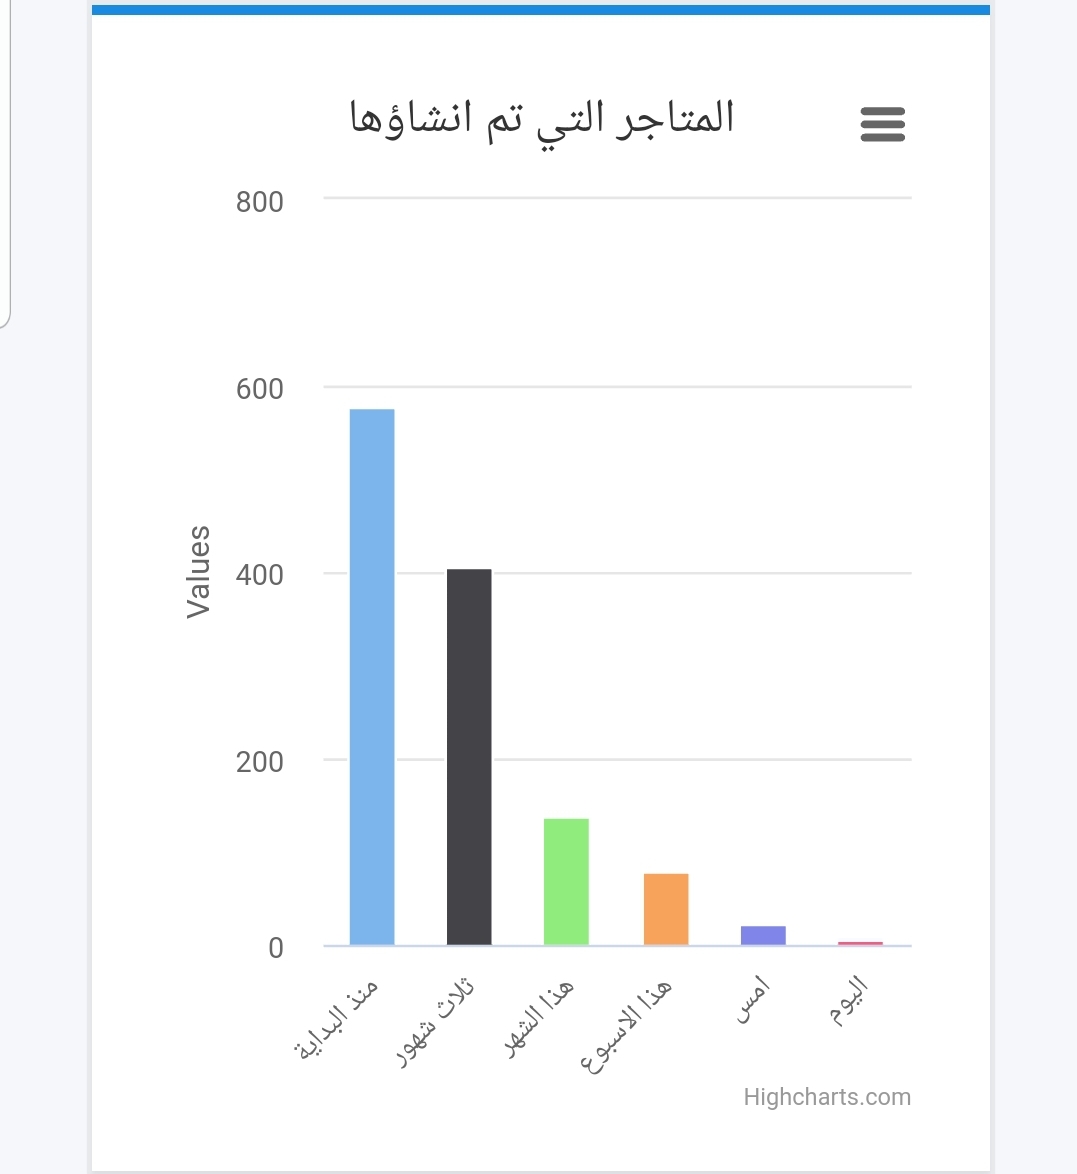 المتاجر التي تم انشاؤها
800
600
400
200
0
Values
منذ البداية
ثلاث شهور
هذا الشهر
هذا الاسبوع
امس
اليوم
Highcharts.com